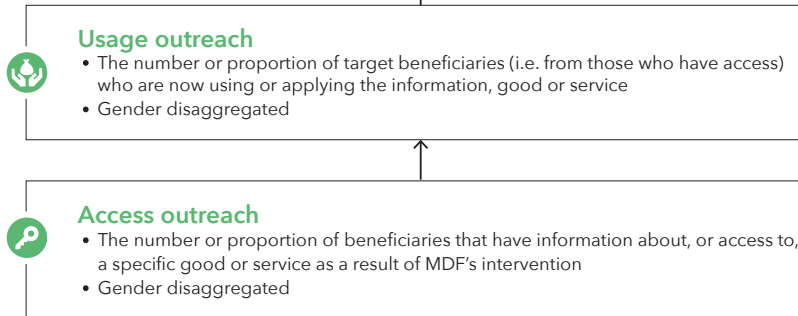 Usage outreach
• The number or proportion of target beneficiaries (i.e. from those who have access)
who are now using or applying the information, good or service
• Gender disaggregated
Access outreach
• The number or proportion of beneficiaries that have information about, or access to,
a specific good or service as a result of MDF’s intervention
• Gender disaggregated